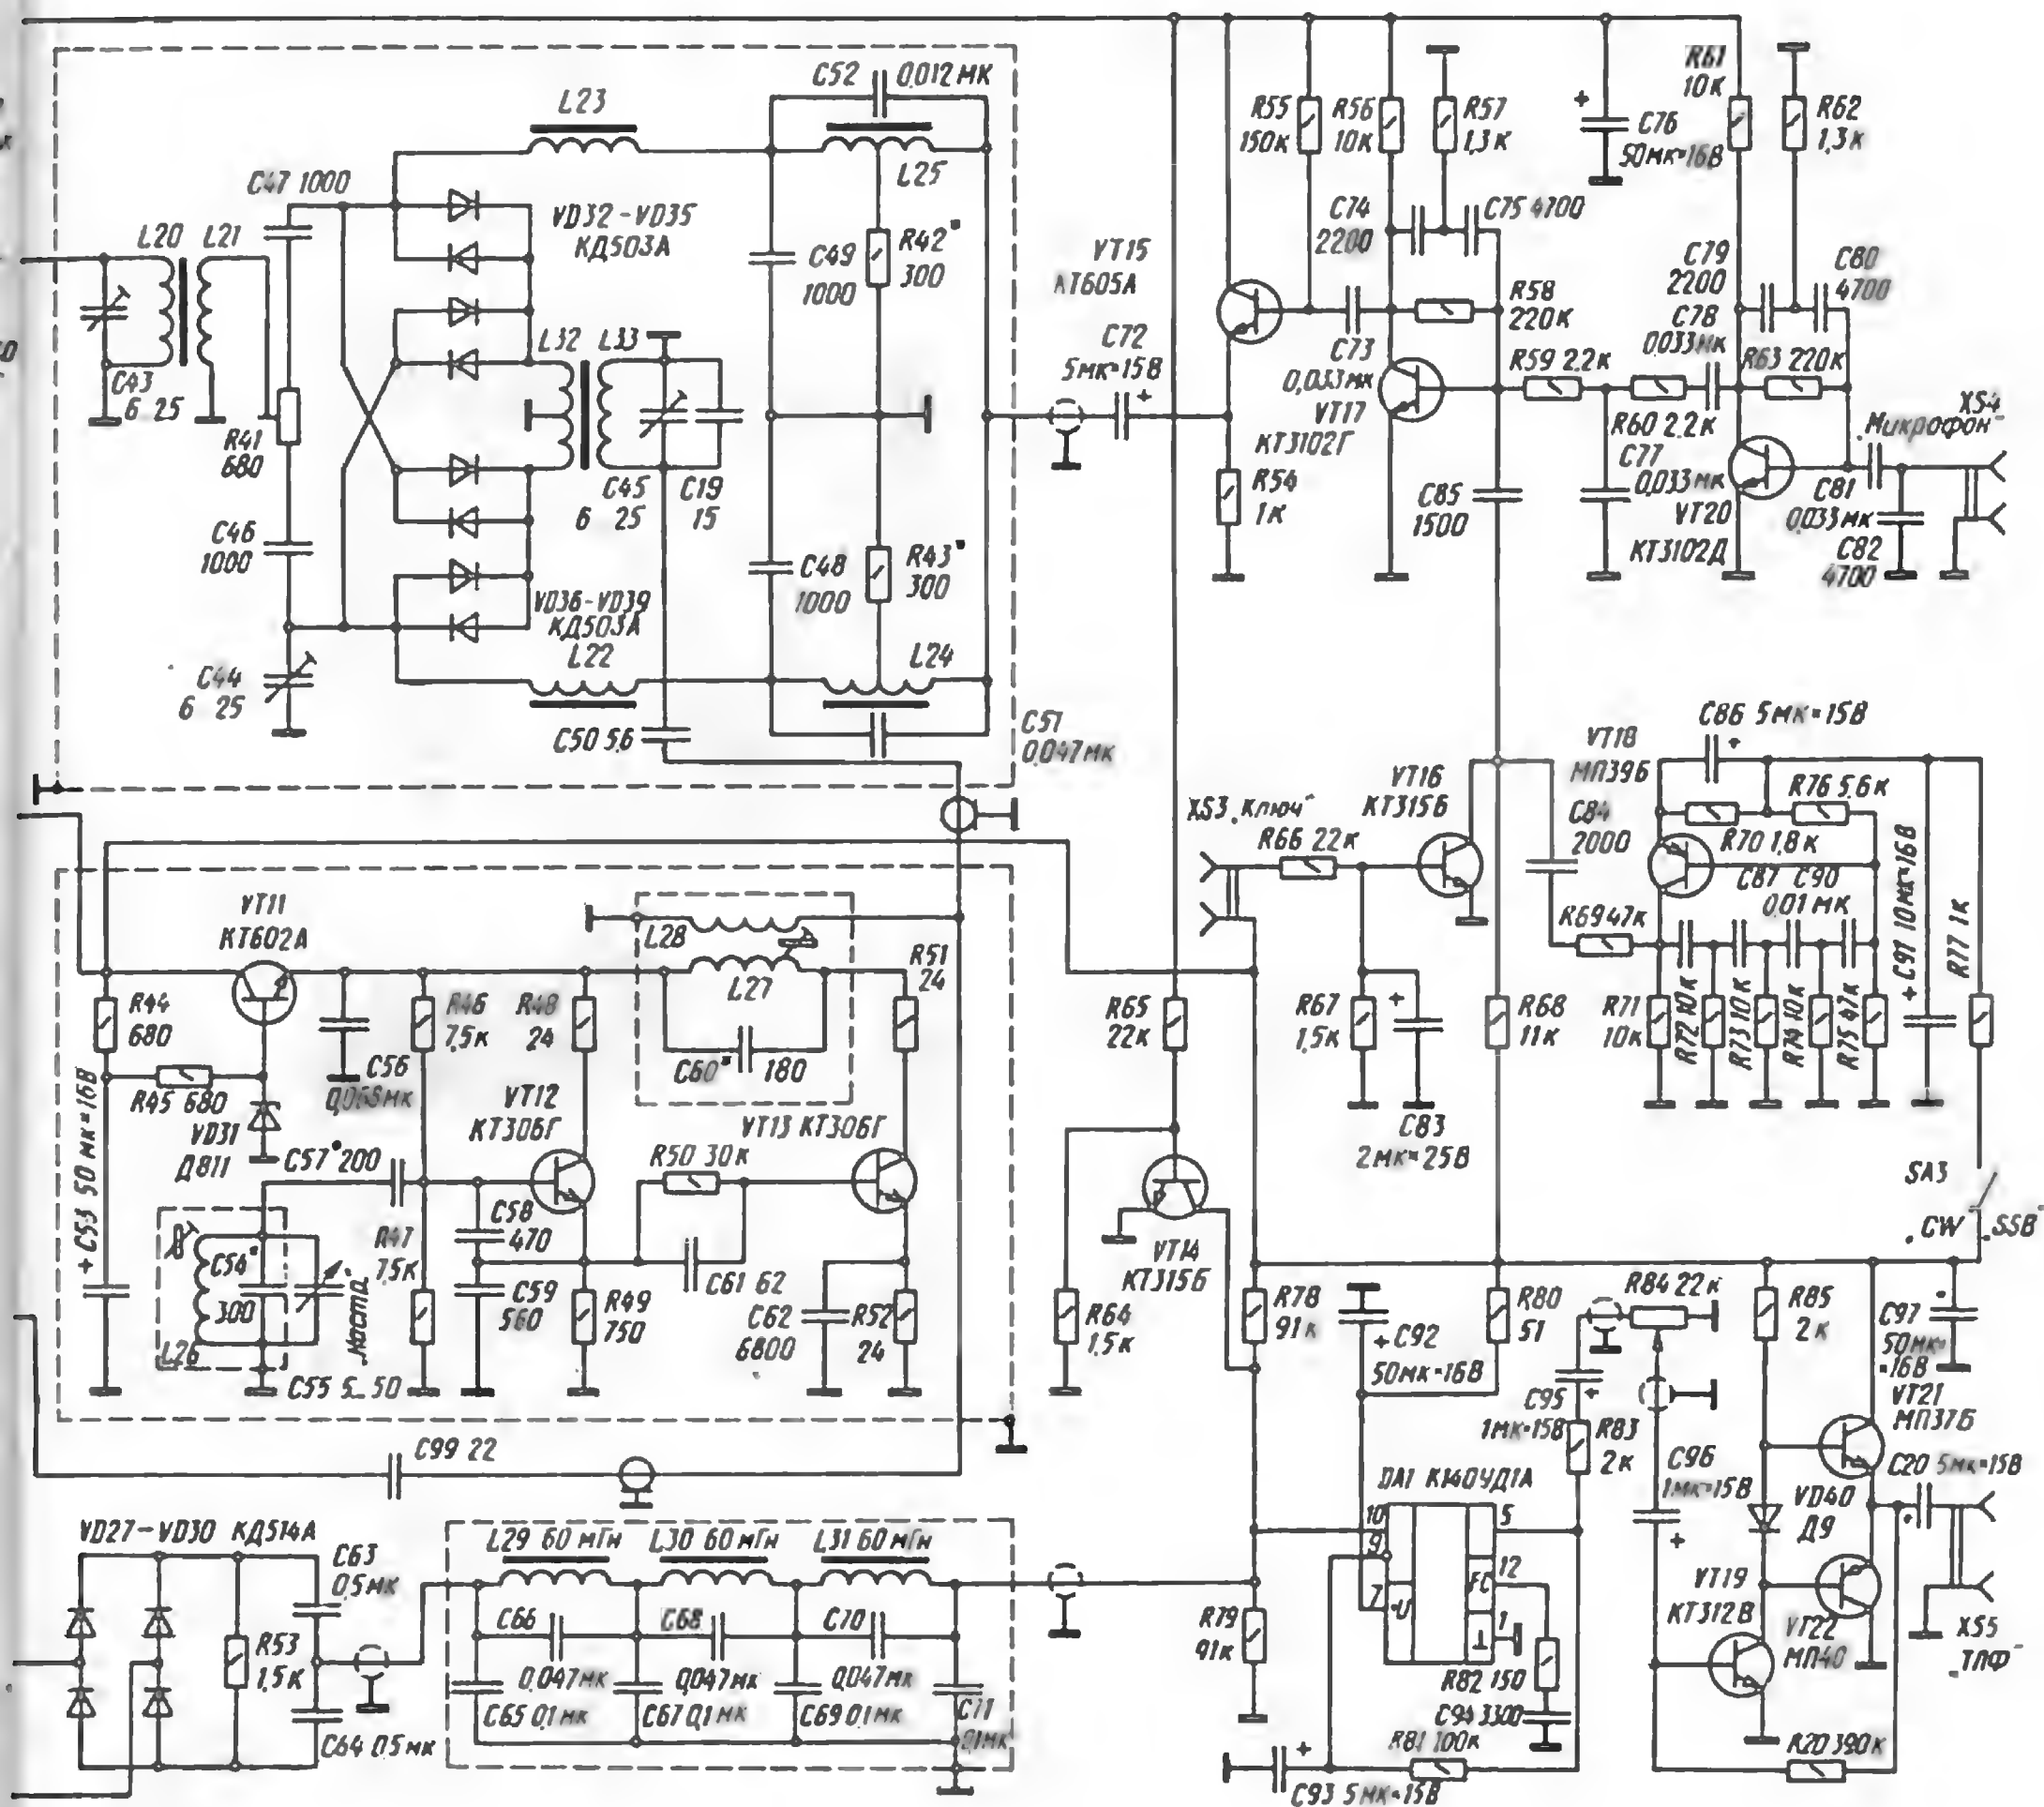 C52 0,012 мк
L23
L25
C47 1000
VD32-VD35
КД503А
L20 L21
C49
1000
R42*
300
C43
6 25
R41
680
L32 L33
C45
6 25
C19
15
C46
1000
C48
1000
R43*
300
VD36-VD39
КД503А
L22
L24
C44
6 25
C50 5,6
C51
0,047 мк
R55
150к
R56
10к
R57
1,3к
C76
50мк=16В
R61
10к
R62
1,3к
C74
2200
C75 4700
VT15
КТ605А
C72
5мк=15В
C73
0,033мк
VT17
КТ3102Г
R58
220к
R59 2.2к
C79
2200
C78
0,033мк
C80
4700
R63 220к
R60 2.2к
C77
0,033мк
„Микрофон"
XS4
VT20
КТ3102Д
C81
0,033мк
C82
4700
R54
1к
C85
1500
C86 5мк=15В
VT18
МП39Б
R76 5.6к
VT16
КТ315Б
XS3 „Ключ"
R66 22к
C84
2000
R70 1,8к
C87 C90
0,01 мк
C91 10мк=16В
R77 1к
R69 47к
R65
22к
R67
1,5к
R68
11к
R71
10к
R72 10к
R73 10к
R74 10к
R75 47к
C83
2мк=25В
SA3
„CW
„SSB"
VT11
КТ602А
L28
L27
R51
24
R44
680
R46
7,5к
R48
24
C56
0,068мк
C60* 180
R45 680
VD31
Д811
VT12
КТ306Г
VT13 КТ306Г
+ C53 50 мк=16В
C57* 200
R50 30к
C58
470
C54*
300
R47
7,5к
L26
C55 5...50
C59
560
R49
750
C61 62
C62
6800
R52
24
VT14
КТ315Б
R64
1,5к
R78
91к
C92
50мк=16В
R80
51
R84 22к
R85
2к
C97
50мк=
=16В
C95
1мк=15В
R83
2к
VT21
МП37Б
C96
1мк=15В
C20 5мк=15В
VD40
Д9
DA1 К140УД1А
10
9
7
5
12
1
FC
-U
VT19
КТ312В
VT22
МП40
XS5
„ТЛФ"
R79
91к
R82 150
C94 3300
R81 100к
C93 5мк=15В
R20 390к
C99 22
VD27-VD30 КД514А
C63
0,5мк
R53
1,5к
C64 0,5мк
L29 60 мГн
L30 60 мГн
L31 60 мГн
C66
0,047мк
C68
0,047мк
C70
0,047мк
C65 0,1мк
C67 0,1 мк
C69 0,1мк
C71
0,1мк